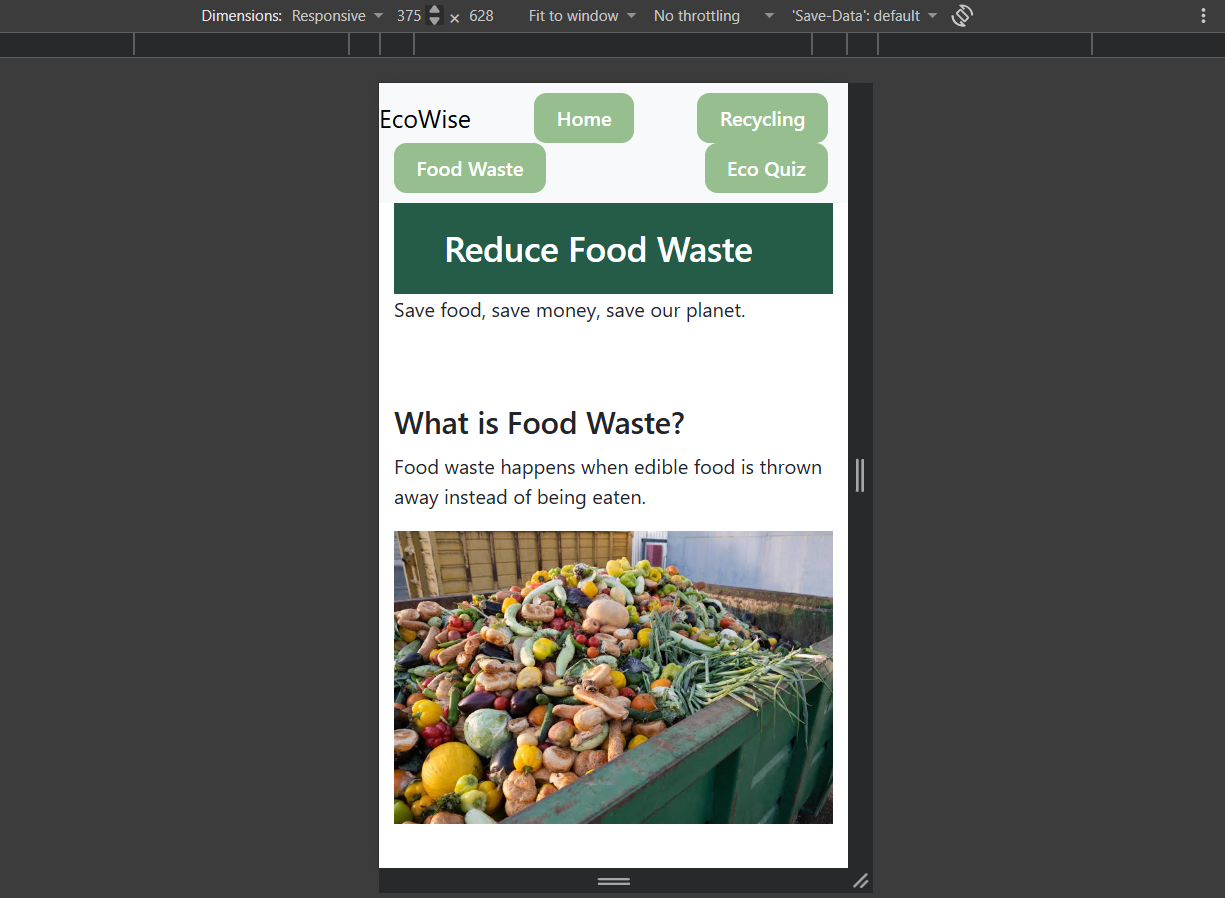 Dimensions: Responsive 375 × 628 Fit to window No throttling 'Save-Data': default
EcoWise Home Recycling
Food Waste Eco Quiz
Reduce Food Waste
Save food, save money, save our planet.
What is Food Waste?
Food waste happens when edible food is thrown
away instead of being eaten.